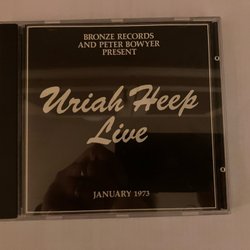 BRONZE RECORDS
AND PETER BOWYER
PRESENT
Uriah Heep
Live
JANUARY 1973